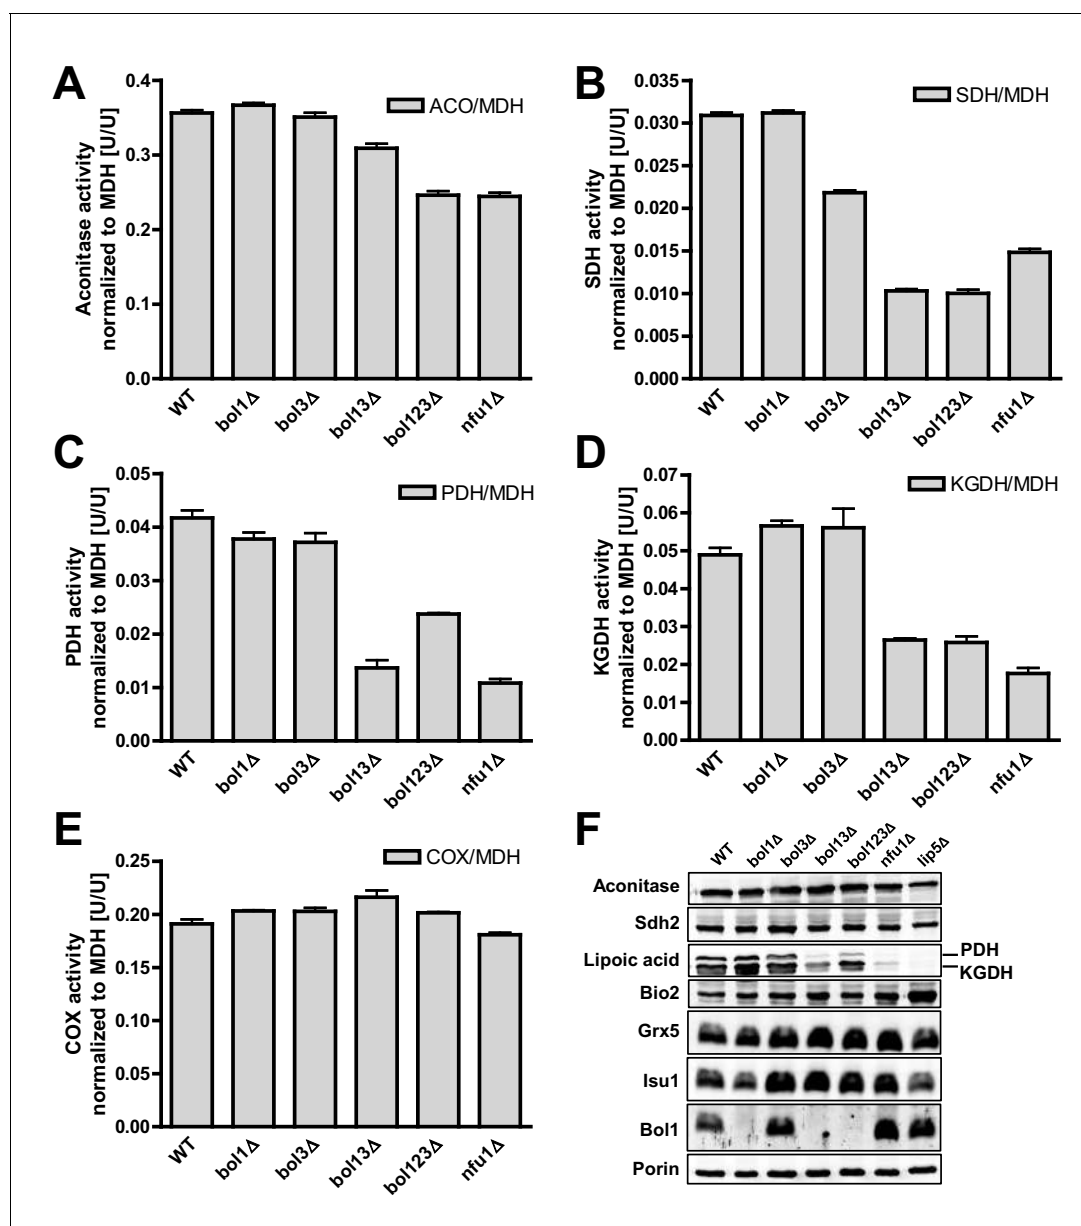 A
Aconitase activity
normalized to MDH [U/U]
0.4
0.3
0.2
0.1
0.0
ACO/MDH
WT
bol1Δ
bol3Δ
bol13Δ
bol123Δ
nfu1Δ
B
SDH activity
normalized to MDH [U/U]
0.035
0.030
0.025
0.020
0.015
0.010
0.005
0.000
SDH/MDH
WT
bol1Δ
bol3Δ
bol13Δ
bol123Δ
nfu1Δ
C
PDH activity
normalized to MDH [U/U]
0.05
0.04
0.03
0.02
0.01
0.00
PDH/MDH
WT
bol1Δ
bol3Δ
bol13Δ
bol123Δ
nfu1Δ
D
KGDH activity
normalized to MDH [U/U]
0.07
0.06
0.05
0.04
0.03
0.02
0.01
0.00
KGDH/MDH
WT
bol1Δ
bol3Δ
bol13Δ
bol123Δ
nfu1Δ
E
COX activity
normalized to MDH [U/U]
0.25
0.20
0.15
0.10
0.05
0.00
COX/MDH
WT
bol1Δ
bol3Δ
bol13Δ
bol123Δ
nfu1Δ
F
WT
bol1Δ
bol3Δ
bol13Δ
bol123Δ
nfu1Δ
lip5Δ
Aconitase
Sdh2
Lipoic acid
PDH
KGDH
Bio2
Grx5
Isu1
Bol1
Porin